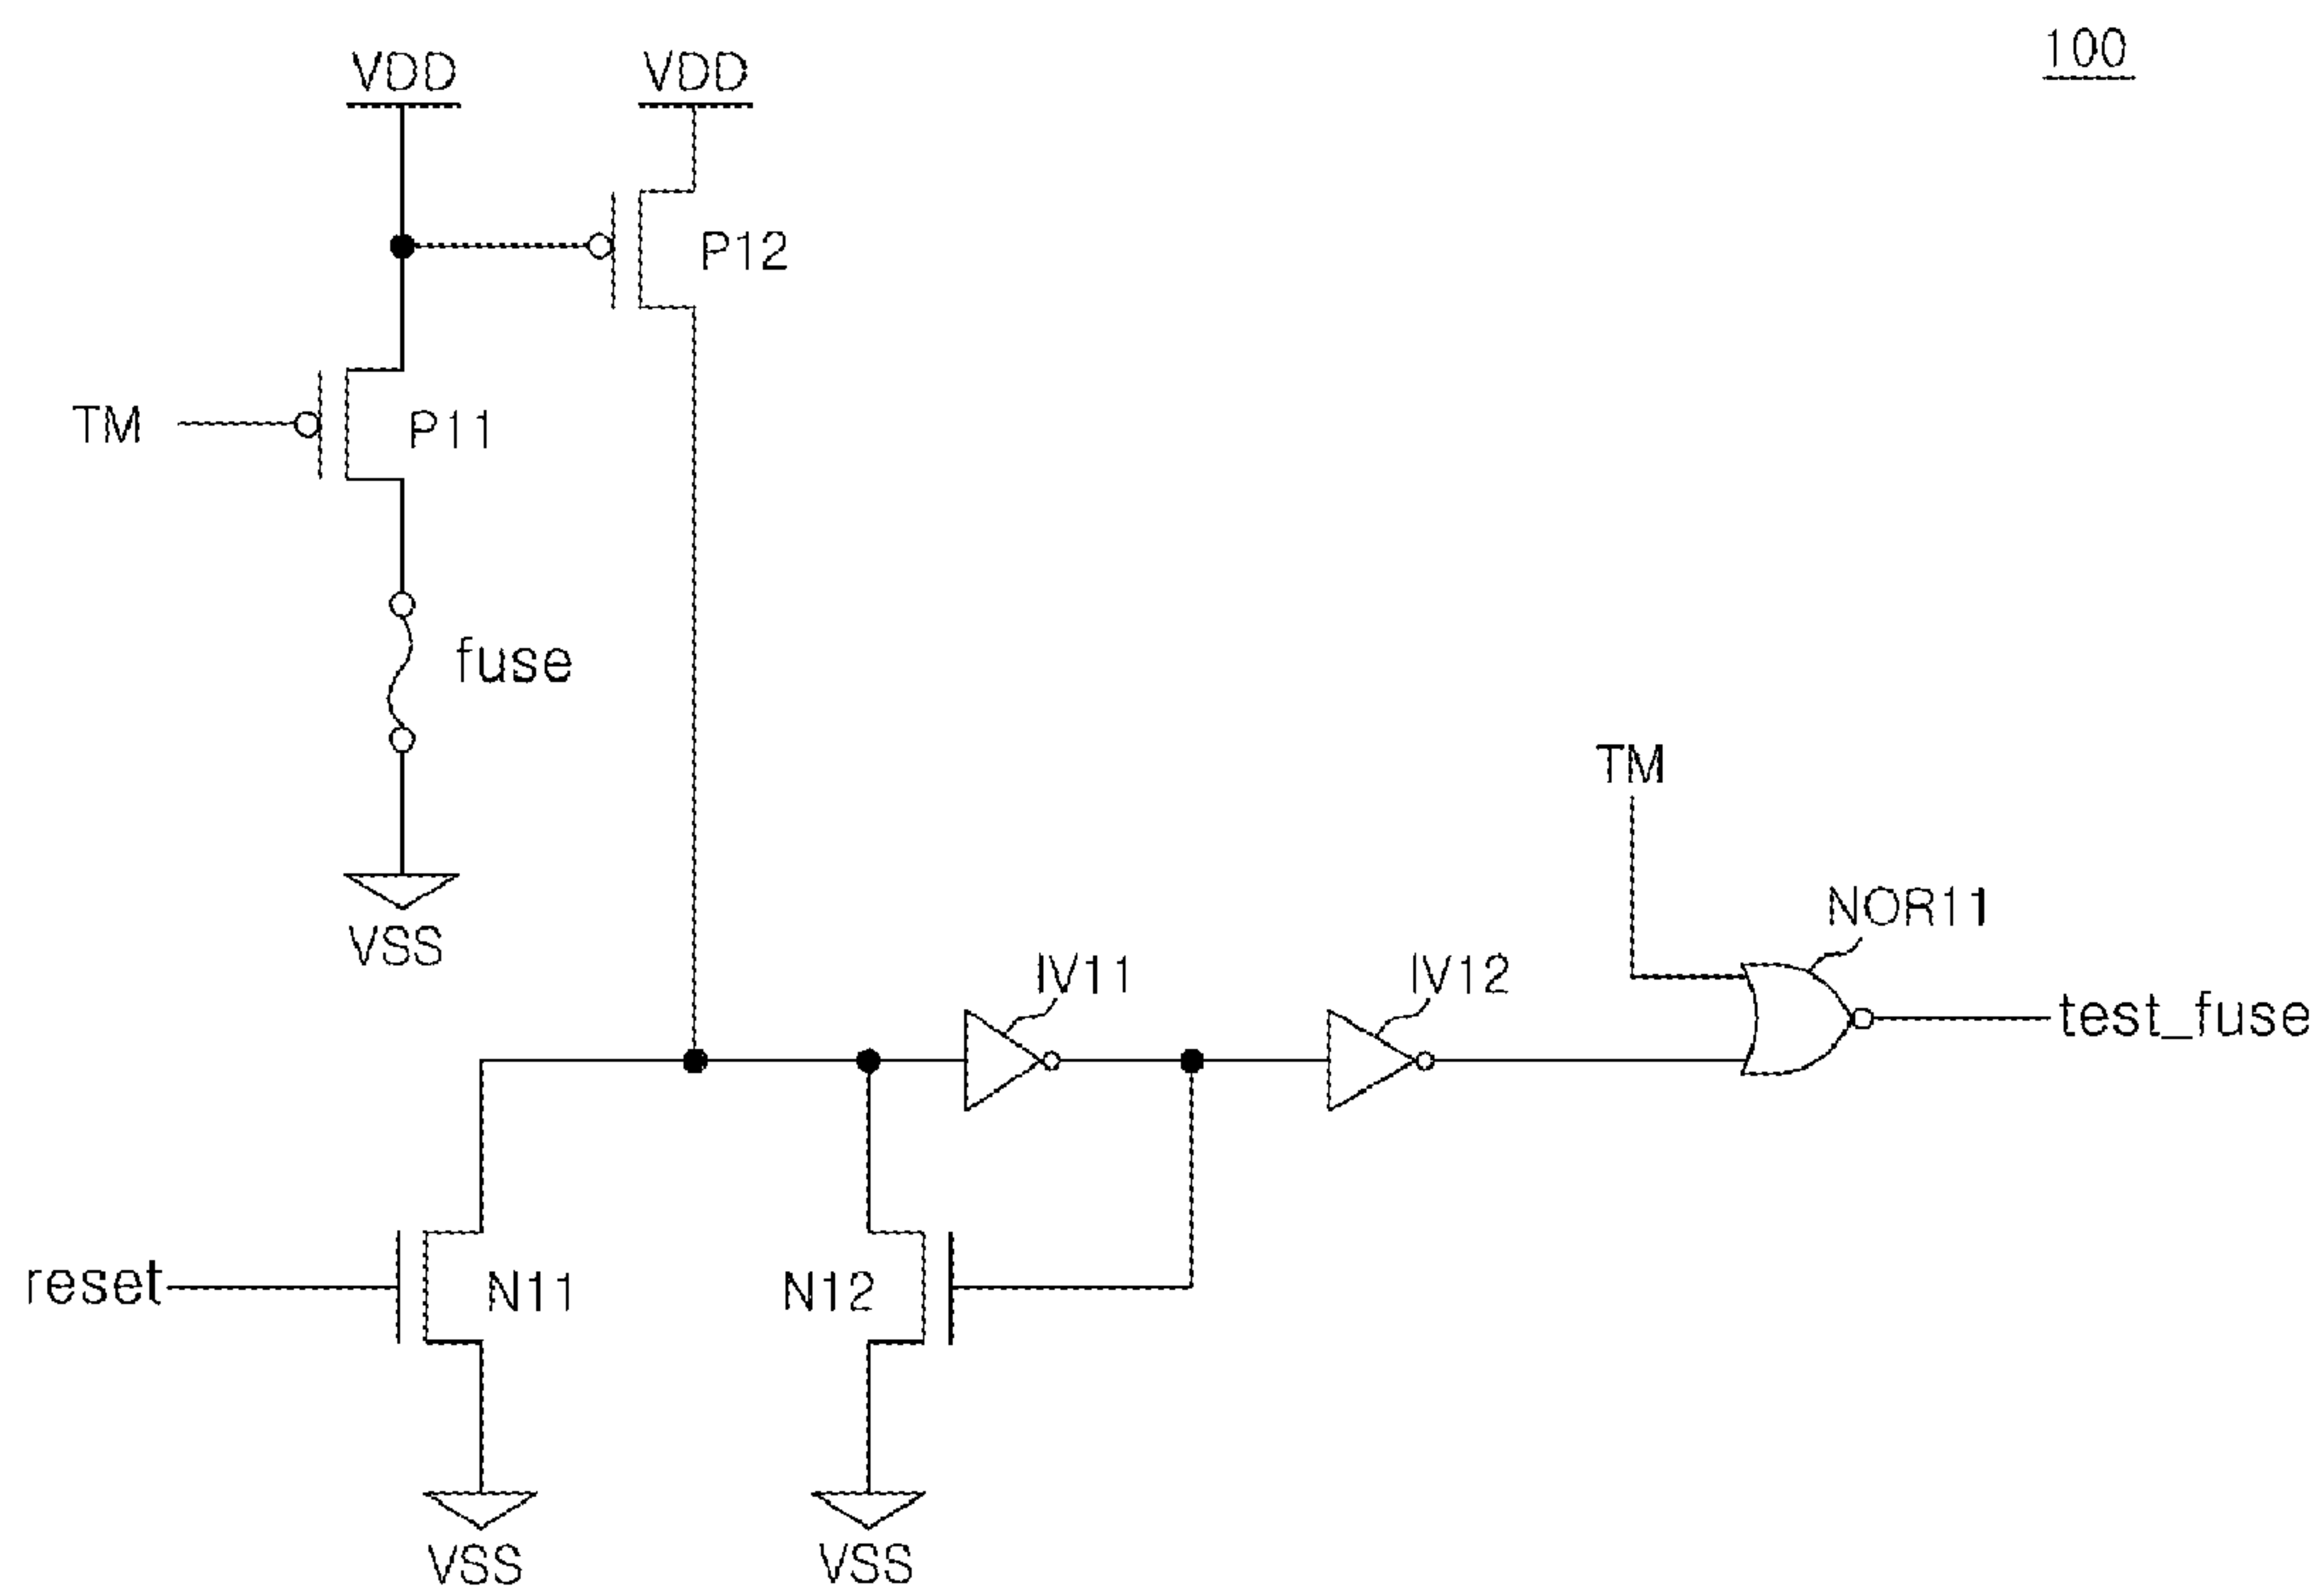 100
VDD
VDD
P12
TM
P11
fuse
TM
NOR11
VSS
IV11
IV12
test_fuse
reset
N11
N12
VSS
VSS